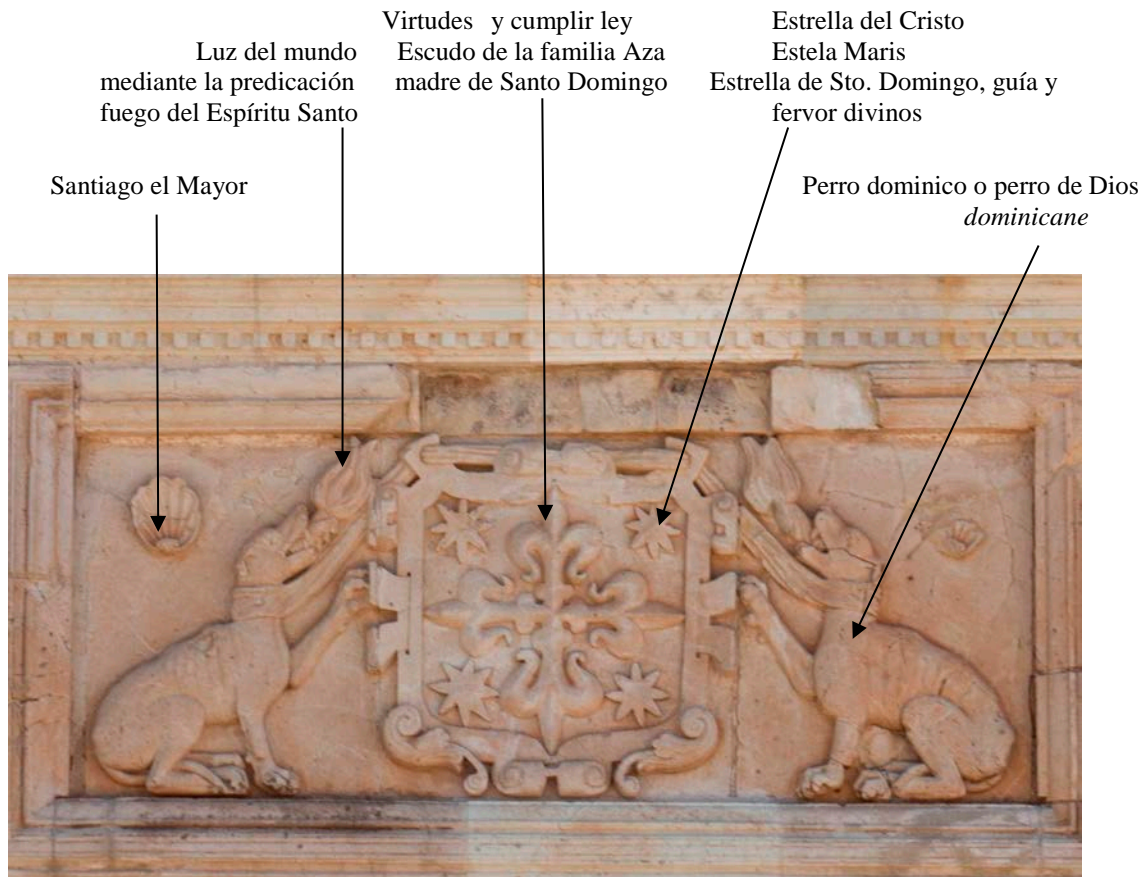 Virtudes y cumplir ley
Escudo de la familia Aza
madre de Santo Domingo
Estrella del Cristo
Estela Maris
Estrella de Sto. Domingo, guía y
fervor divinos
Luz del mundo
mediante la predicación
fuego del Espíritu Santo
Santiago el Mayor
Perro dominico o perro de Dios
dominicane